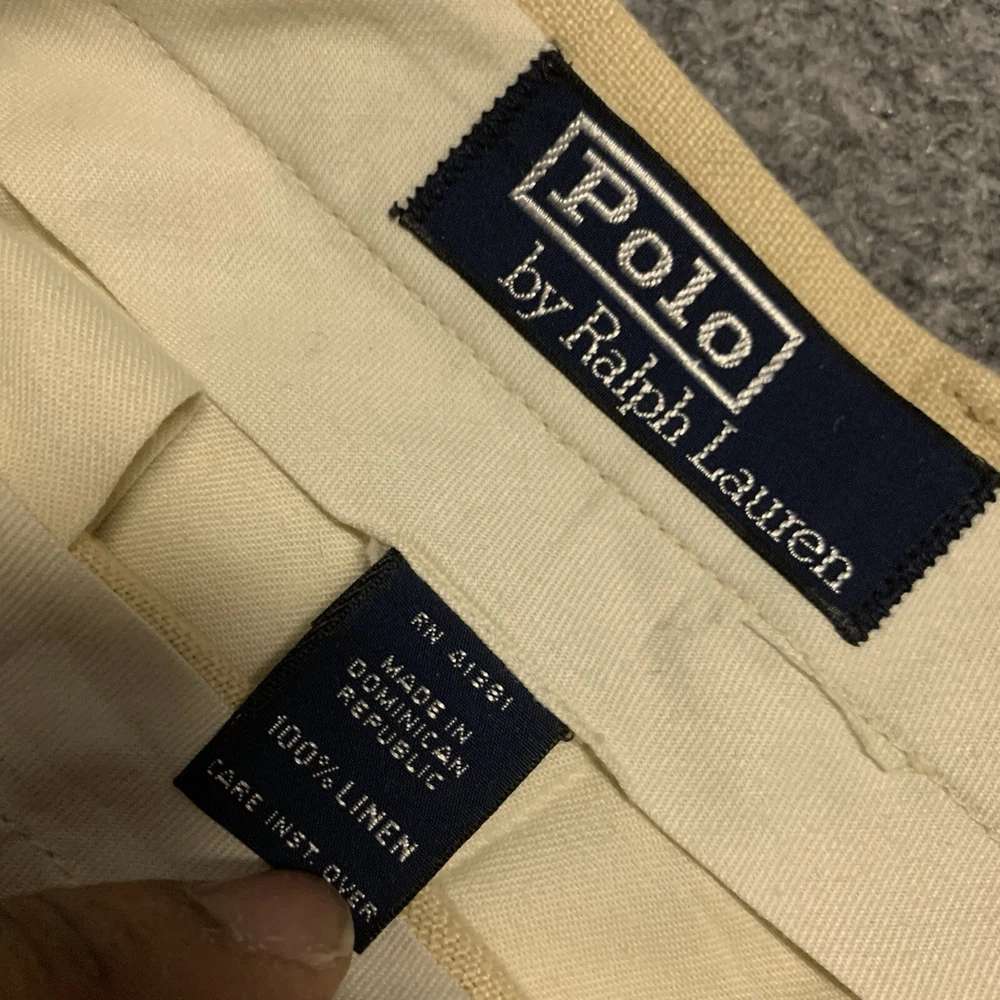 Polo
by Ralph Lauren
RN 41381
MADE IN
DOMINICAN
REPUBLIC
100% LINEN
CARE INST. OVER